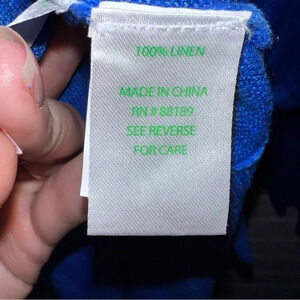 100% LINEN
MADE IN CHINA
RN # 88189
SEE REVERSE
FOR CARE